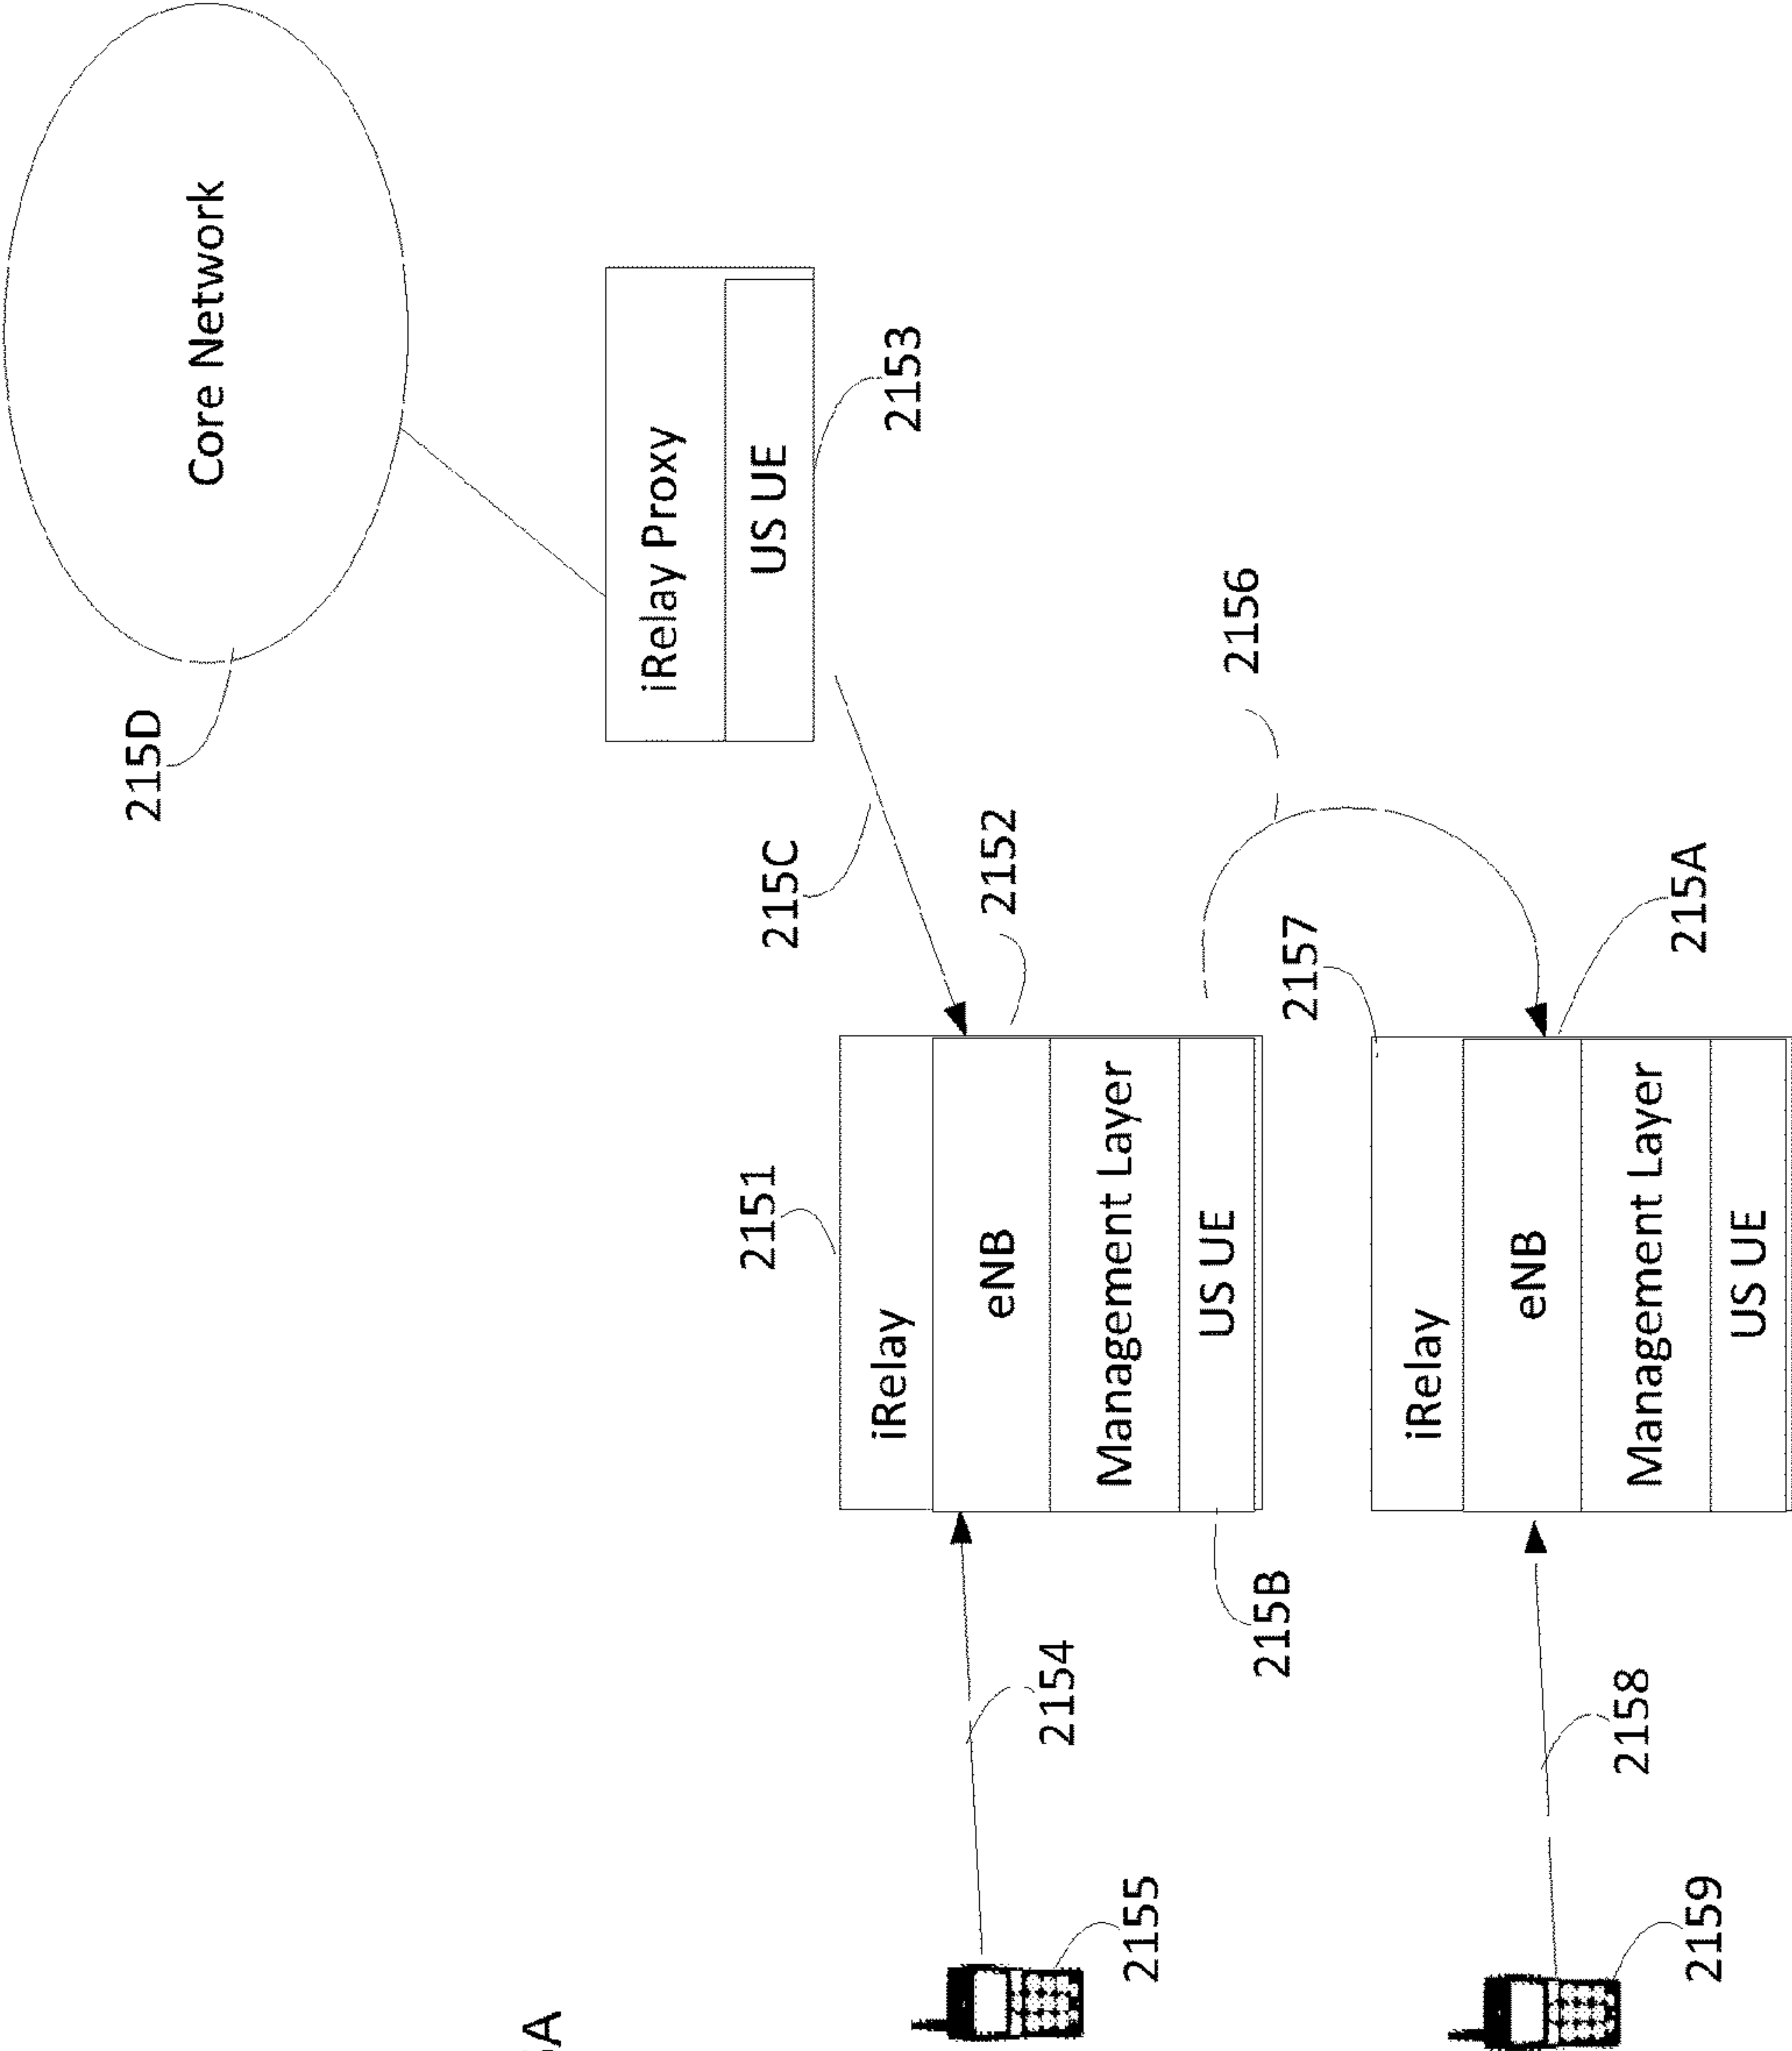 215D
Core Network
A
iRelay Proxy
US UE
2153
215C
2151
iRelay
eNB
2152
2154
Management Layer
2155
US UE
2156
215B
2157
iRelay
eNB
2158
Management Layer
215A
2159
US UE